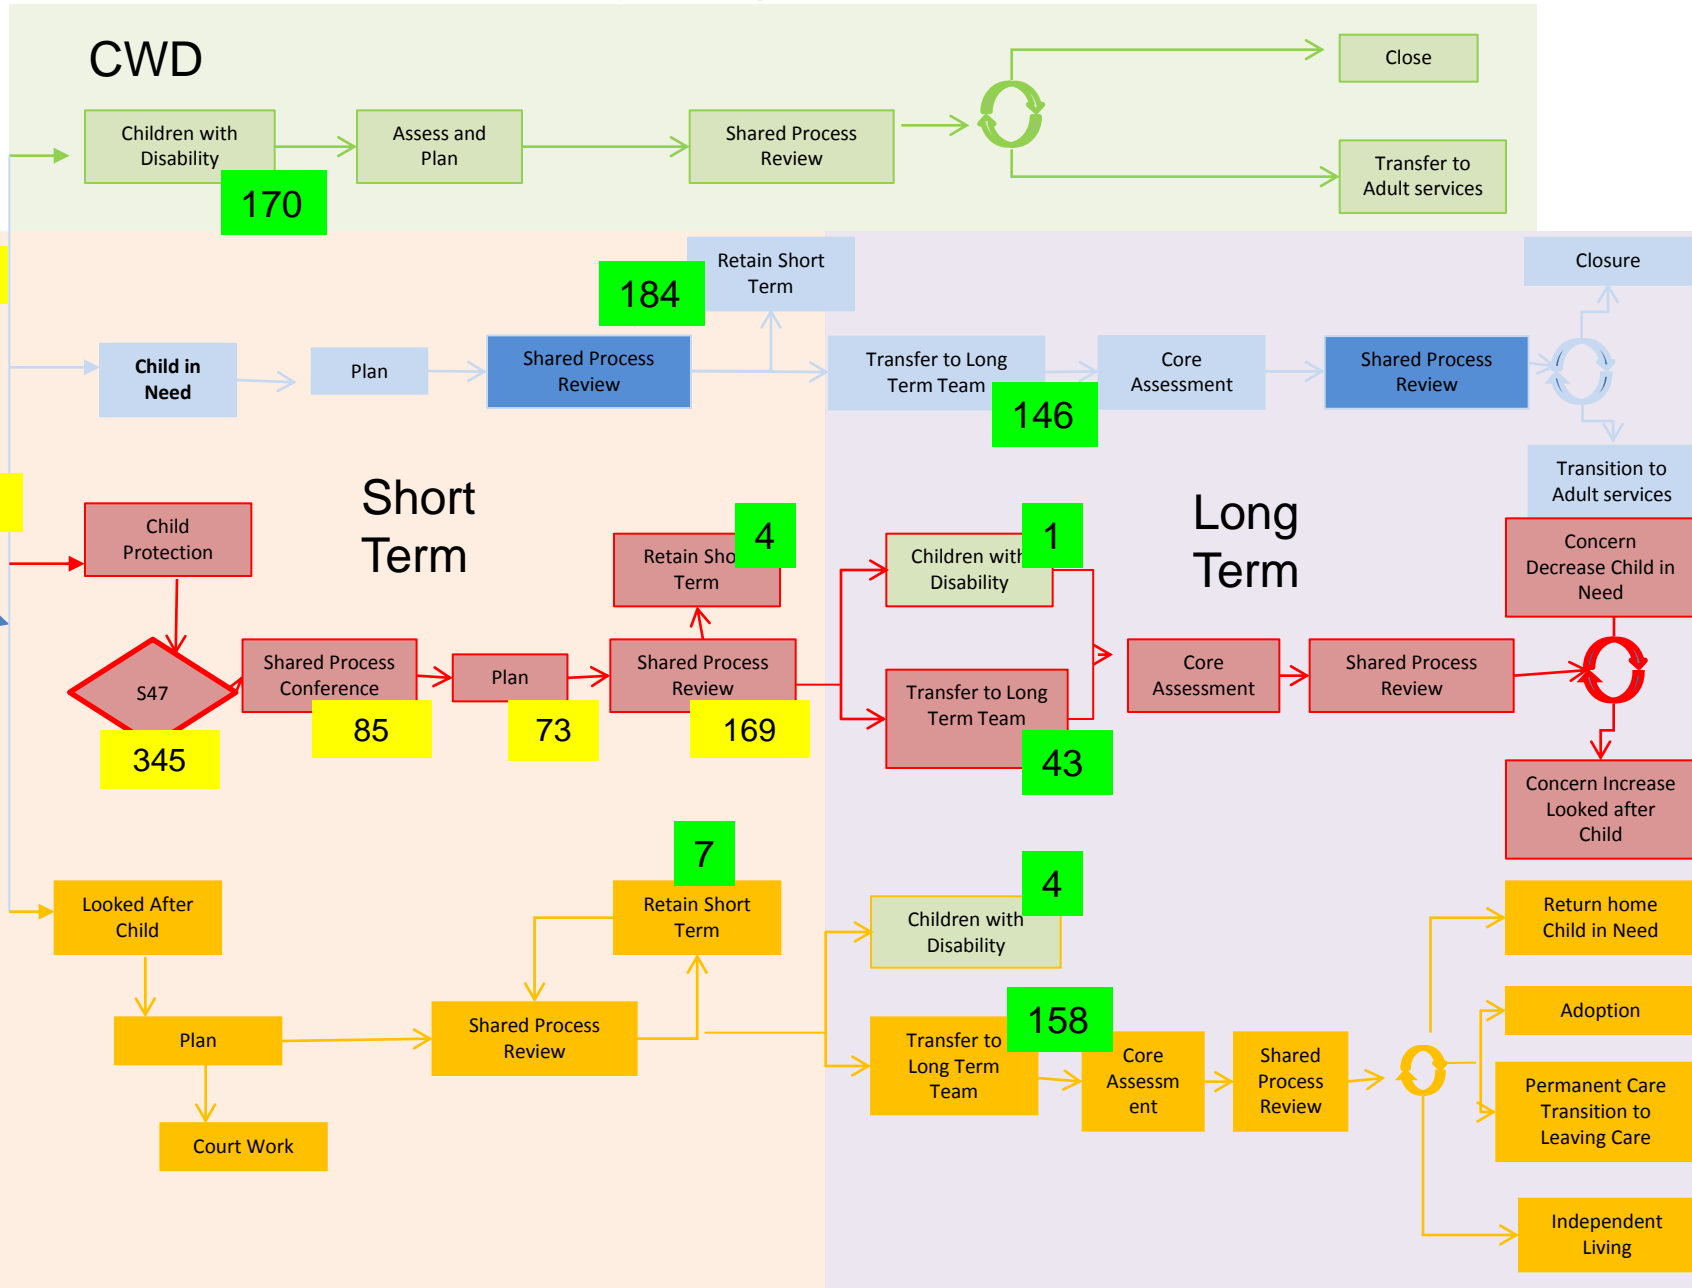 CWD
Children with
Disability
170
Assess and
Plan
Shared Process
Review
Close
Transfer to
Adult services
Child in
Need
Plan
Shared Process
Review
184
Retain Short
Term
Transfer to Long
Term Team
146
Core
Assessment
Shared Process
Review
Closure
Transition to
Adult services
Short
Term
Long
Term
Child
Protection
S47
345
Shared Process
Conference
85
Plan
73
Shared Process
Review
169
Retain Sho
Term
4
Children with
Disability
1
Transfer to Long
Term Team
43
Core
Assessment
Shared Process
Review
Concern
Decrease Child in
Need
Concern Increase
Looked after
Child
Looked After
Child
Plan
Court Work
Shared Process
Review
7
Retain Short
Term
Children with
Disability
4
Transfer to
Long Term
Team
158
Core
Assessm
ent
Shared
Process
Review
Return home
Child in Need
Adoption
Permanent Care
Transition to
Leaving Care
Independent
Living